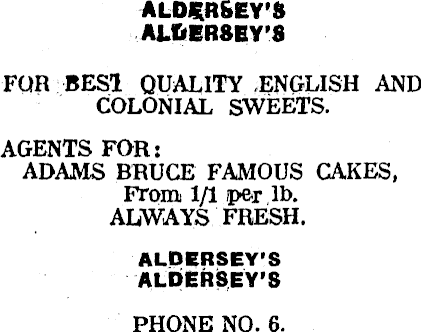 ALDERSEY'S
ALDERSEY'S
FOR BEST QUALITY ENGLISH AND
COLONIAL SWEETS.
AGENTS FOR:
ADAMS BRUCE FAMOUS CAKES,
From 1/1 per lb.
ALWAYS FRESH.
ALDERSEY'S
ALDERSEY'S
PHONE NO. 6.